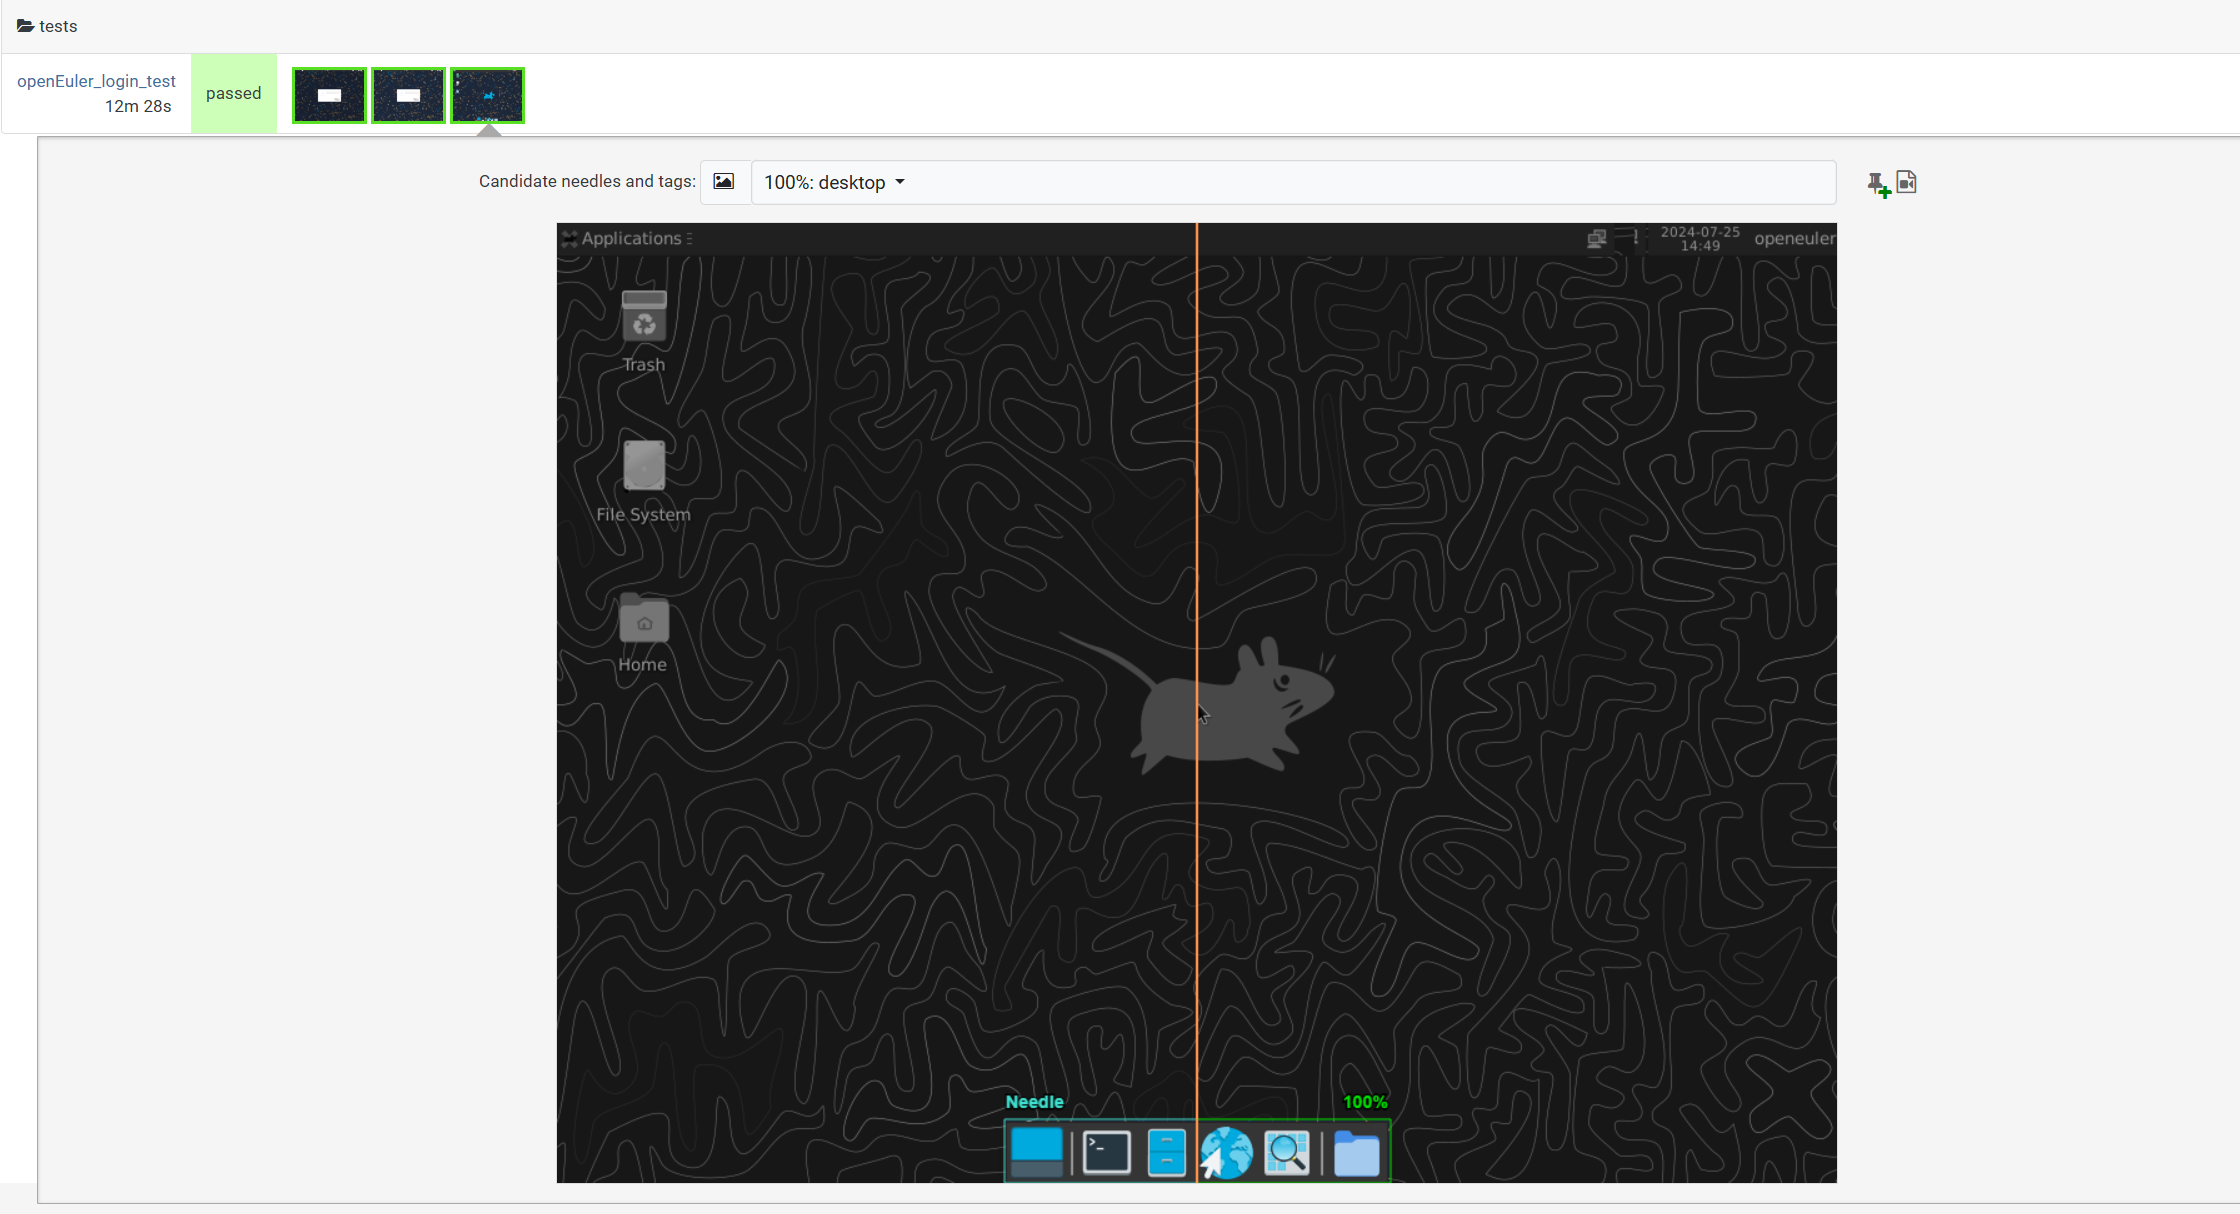 tests
openEuler_login_test
12m 28s
passed
Candidate needles and tags:
100%: desktop
Applications
2024-07-25
14:49
openeuler
Trash
File System
Home
Needle
100%